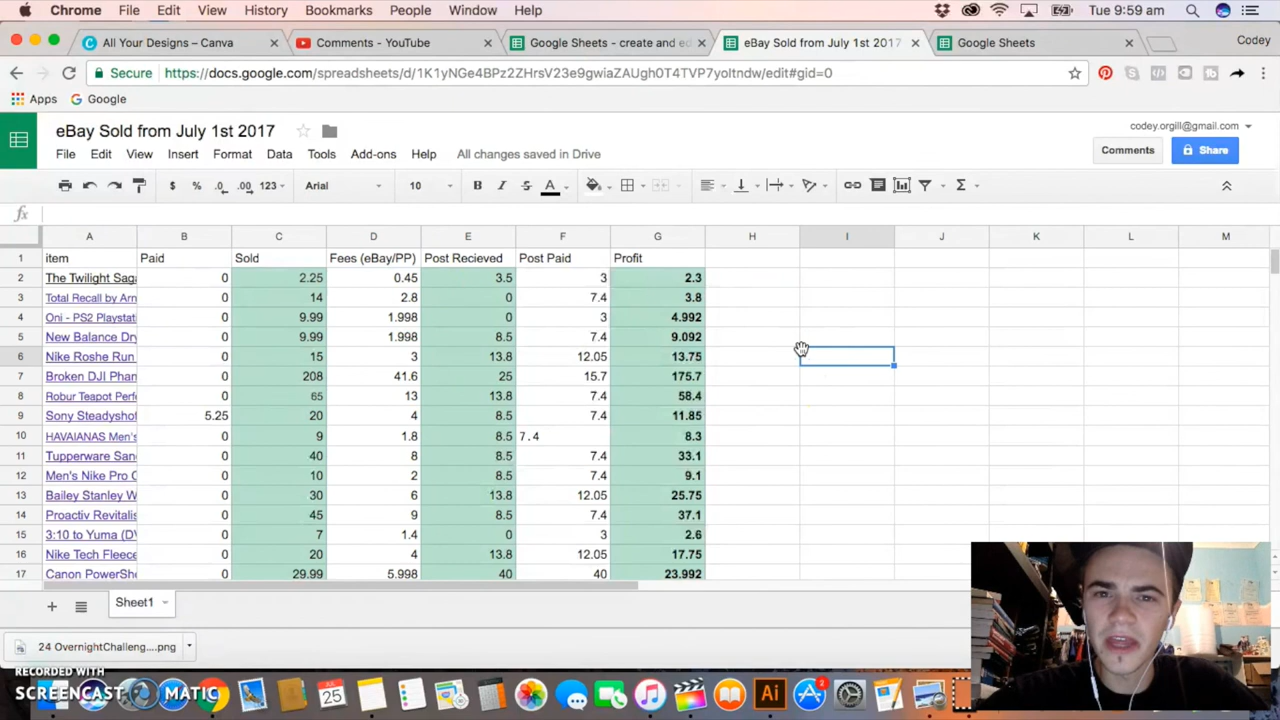 Chrome File Edit View History Bookmarks People Window Help Tue 9:59 am
All Your Designs – Canva Comments - YouTube Google Sheets - create and edi eBay Sold from July 1st 2017 Google Sheets Codey
Secure https://docs.google.com/spreadsheets/d/1K1yNGe4BPz2ZHrsV23e9gwiaZAUgh0T4TVP7yoltndw/edit#gid=0
Apps Google
eBay Sold from July 1st 2017 codey.orgill@gmail.com
File Edit View Insert Format Data Tools Add-ons Help All changes saved in Drive Comments Share
$ % .0 .00 123 Arial 10 B I S A Σ
fx
A B C D E F G H I J K L M
1 item Paid Sold Fees (eBay/PP) Post Recieved Post Paid Profit
2 The Twilight Saga 0 2.25 0.45 3.5 3 2.3
3 Total Recall by Arn 0 14 2.8 0 7.4 3.8
4 Oni - PS2 Playstati 0 9.99 1.998 0 3 4.992
5 New Balance Dry 0 9.99 1.998 8.5 7.4 9.092
6 Nike Roshe Run 0 15 3 13.8 12.05 13.75
7 Broken DJI Phan 0 208 41.6 25 15.7 175.7
8 Robur Teapot Perf 0 65 13 13.8 7.4 58.4
9 Sony Steadyshot 5.25 20 4 8.5 7.4 11.85
10 HAVAIANAS Men's 0 9 1.8 8.5 7.4 8.3
11 Tupperware San 0 40 8 8.5 7.4 33.1
12 Men's Nike Pro C 0 10 2 8.5 7.4 9.1
13 Bailey Stanley W 0 30 6 13.8 12.05 25.75
14 Proactiv Revitalis 0 45 9 8.5 7.4 37.1
15 3:10 to Yuma (DV 0 7 1.4 0 3 2.6
16 Nike Tech Fleece 0 20 4 13.8 12.05 17.75
17 Canon PowerSho 0 29.99 5.998 40 40 23.992
Sheet1
24 OvernightChalleng....png
RECORDED WITH
SCREENCAST MATIC
JUL
25
Ai
2